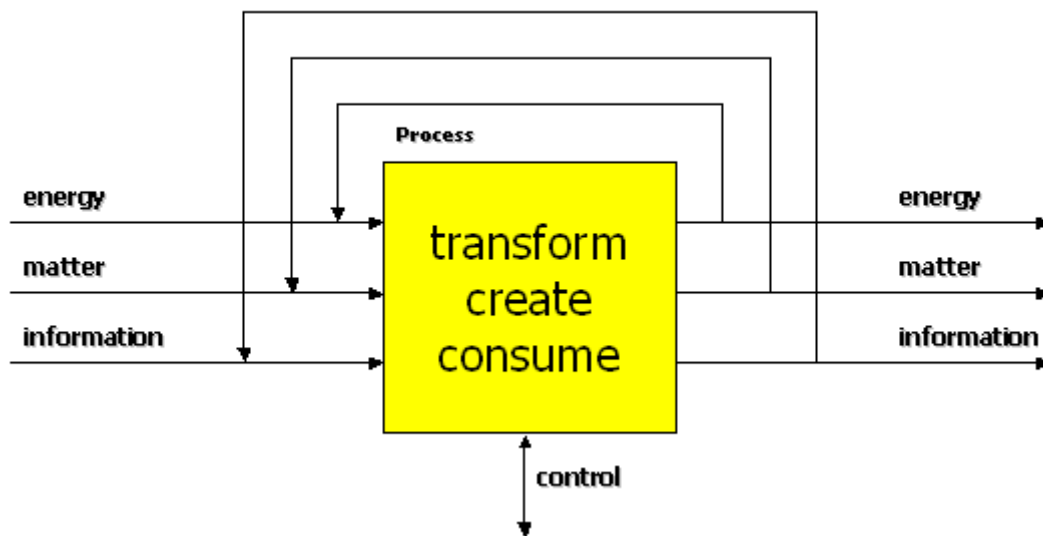 Process
energy
energy
transform
matter
matter
create
information
information
consume
control